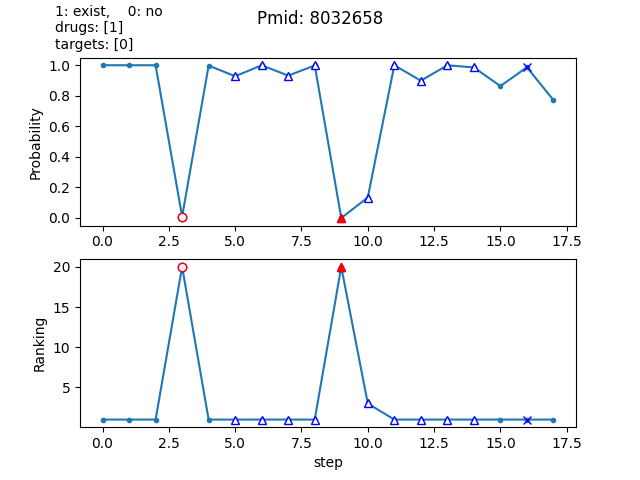 1: exist,    0: no
Pmid: 8032658
drugs: [1]
targets: [0]
1.0
0.8
0.6
0.4
0.2
0.0
Probability
0.0 2.5 5.0 7.5 10.0 12.5 15.0 17.5
20
15
10
5
Ranking
0.0 2.5 5.0 7.5 10.0 12.5 15.0 17.5
step